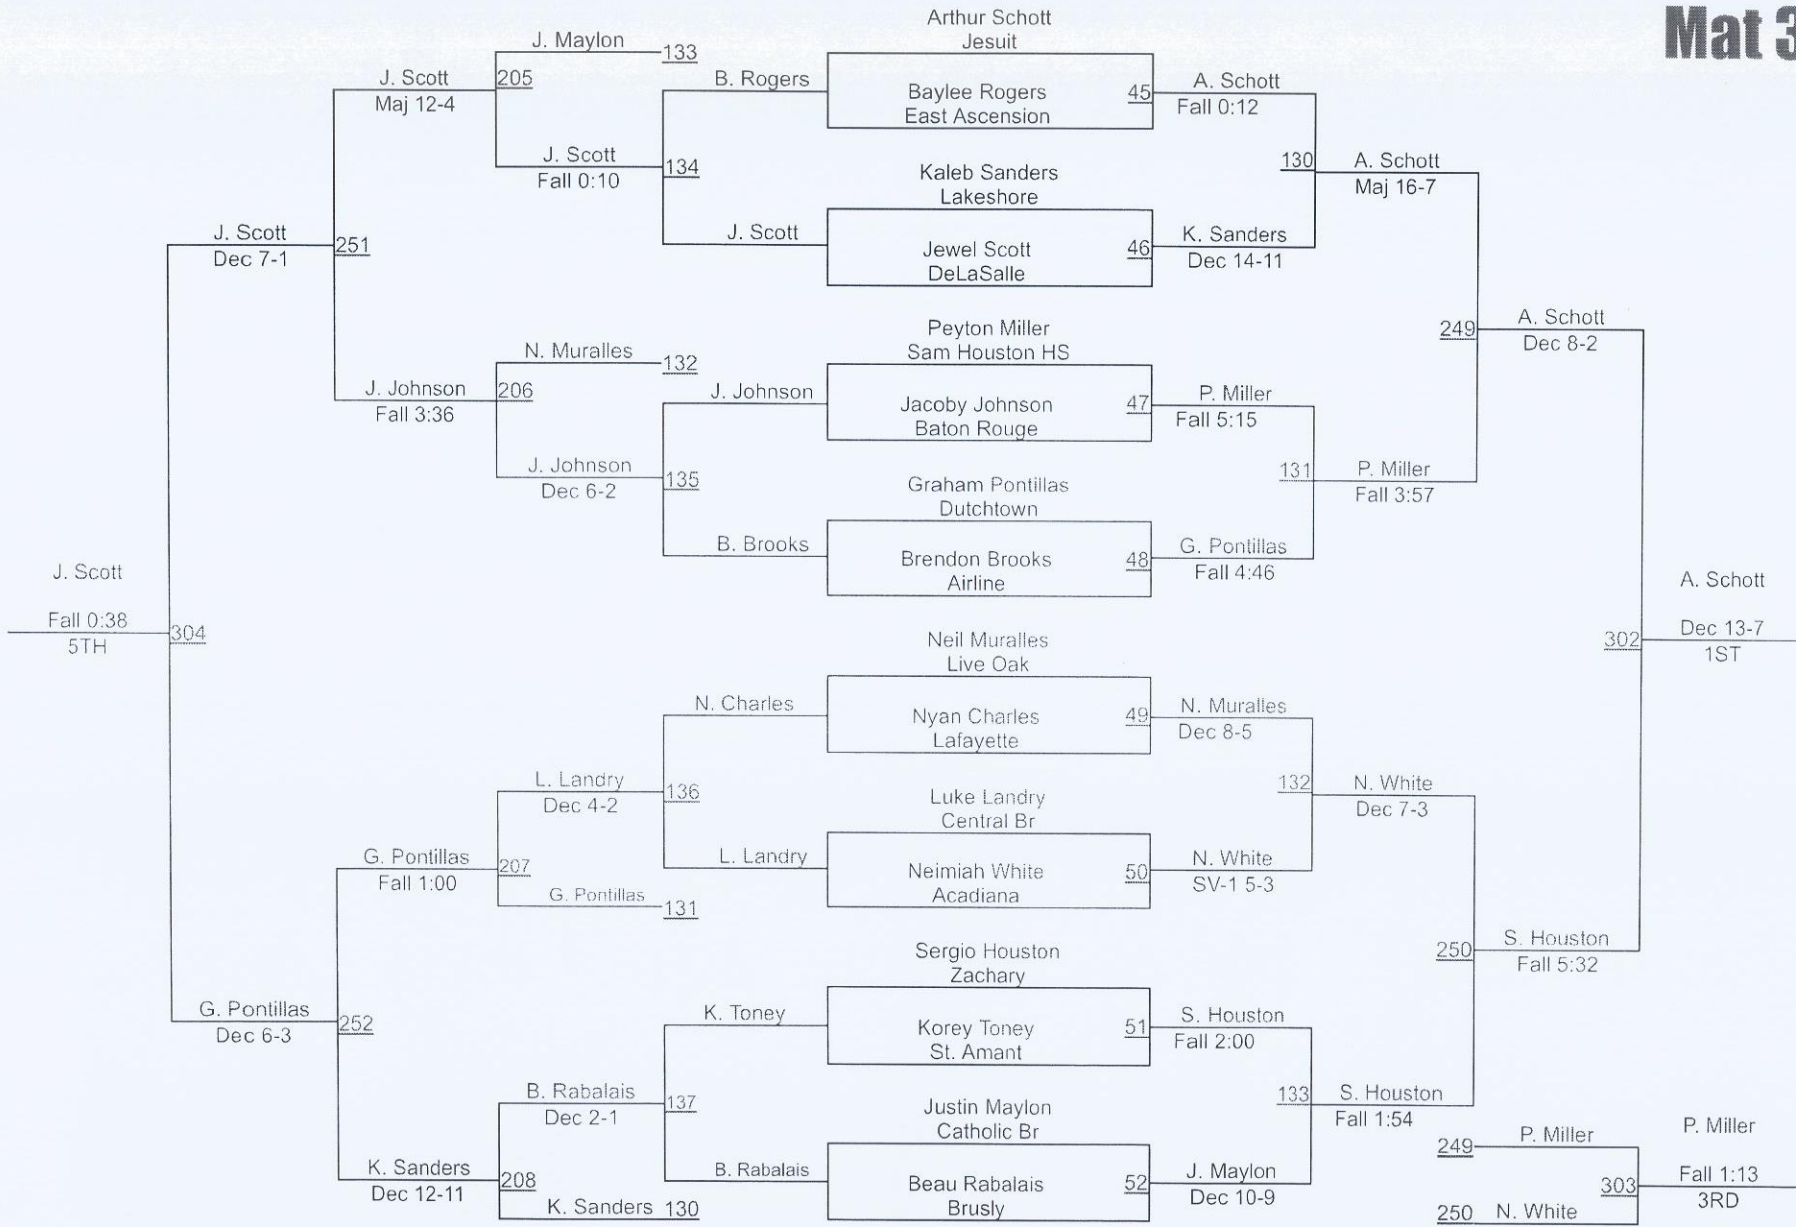 Mat 3
Arthur Schott
Jesuit
Baylee Rogers
East Ascension
45
Kaleb Sanders
Lakeshore
Jewel Scott
DeLaSalle
46
Peyton Miller
Sam Houston HS
Jacoby Johnson
Baton Rouge
47
Graham Pontillas
Dutchtown
Brendon Brooks
Airline
48
Neil Muralles
Live Oak
Nyan Charles
Lafayette
49
Luke Landry
Central Br
Neimiah White
Acadiana
50
Sergio Houston
Zachary
Korey Toney
St. Amant
51
Justin Maylon
Catholic Br
Beau Rabalais
Brusly
52
A. Schott
Fall 0:12
130
K. Sanders
Dec 14-11
P. Miller
Fall 5:15
131
G. Pontillas
Fall 4:46
N. Muralles
Dec 8-5
132
N. White
SV-1 5-3
S. Houston
Fall 2:00
133
J. Maylon
Dec 10-9
A. Schott
Maj 16-7
249
P. Miller
Fall 3:57
N. White
Dec 7-3
250
S. Houston
Fall 1:54
A. Schott
Dec 8-2
302
S. Houston
Fall 5:32
A. Schott
Dec 13-7
1ST
249
P. Miller
303
250
N. White
P. Miller
Fall 1:13
3RD
B. Rogers
134
J. Scott
J. Johnson
135
B. Brooks
N. Charles
136
L. Landry
K. Toney
137
B. Rabalais
J. Maylon
133
205
J. Scott
Fall 0:10
N. Muralles
132
206
J. Johnson
Dec 6-2
L. Landry
Dec 4-2
207
G. Pontillas
131
B. Rabalais
Dec 2-1
208
K. Sanders
130
J. Scott
Maj 12-4
251
J. Johnson
Fall 3:36
G. Pontillas
Fall 1:00
252
K. Sanders
Dec 12-11
J. Scott
Dec 7-1
304
G. Pontillas
Dec 6-3
J. Scott
Fall 0:38
5TH